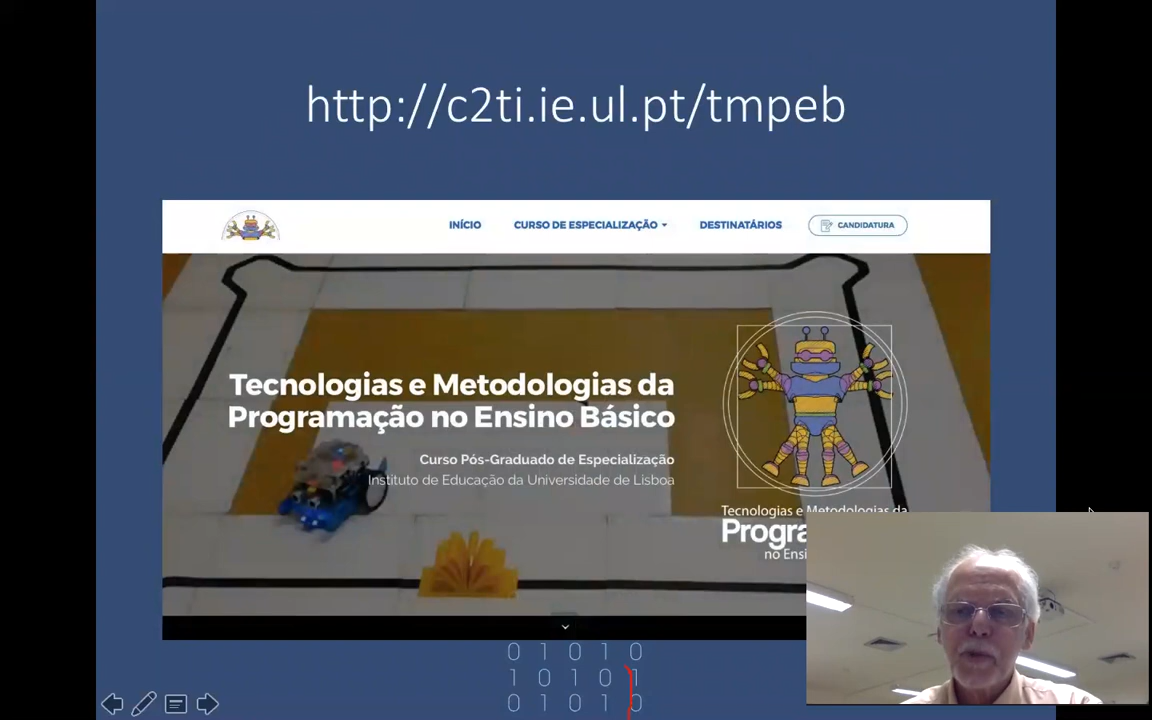 http://c2ti.ie.ul.pt/tmpeb
INÍCIO CURSO DE ESPECIALIZAÇÃO DESTINATÁRIOS CANDIDATURA
Tecnologias e Metodologias da
Programação no Ensino Básico
Curso Pós-Graduado de Especialização
Instituto de Educação da Universidade de Lisboa
Tecnologias e Metodologias da
Progra
no Ensi
0 1 0 1 0
1 0 1 0 1
0 1 0 1 0